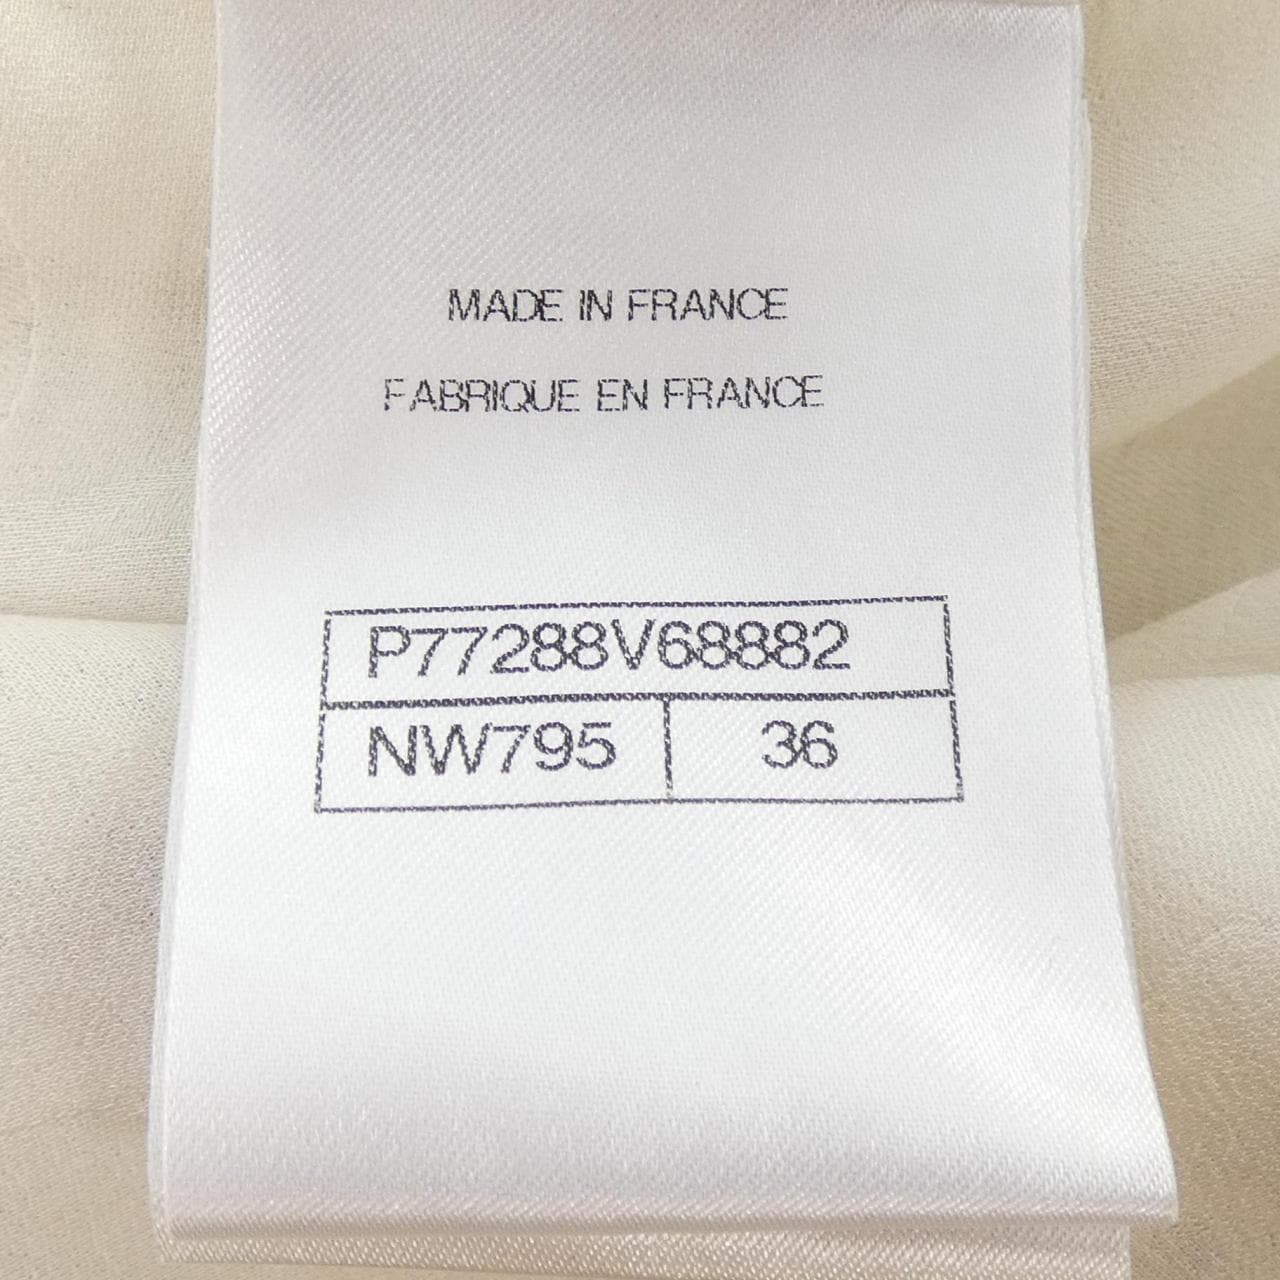 MADE IN FRANCE
FABRIQUE EN FRANCE
P77288V68882
NW795 36